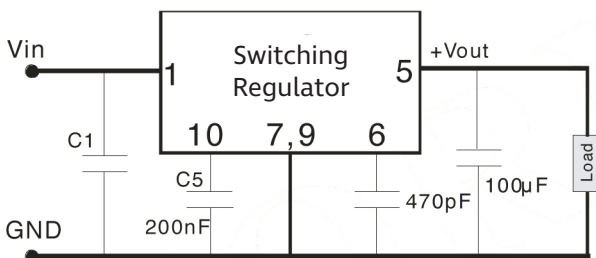 Vin
Switching
Regulator
+Vout
1
5
10
7,9
6
C1
C5
200nF
470pF
100µF
Load
GND